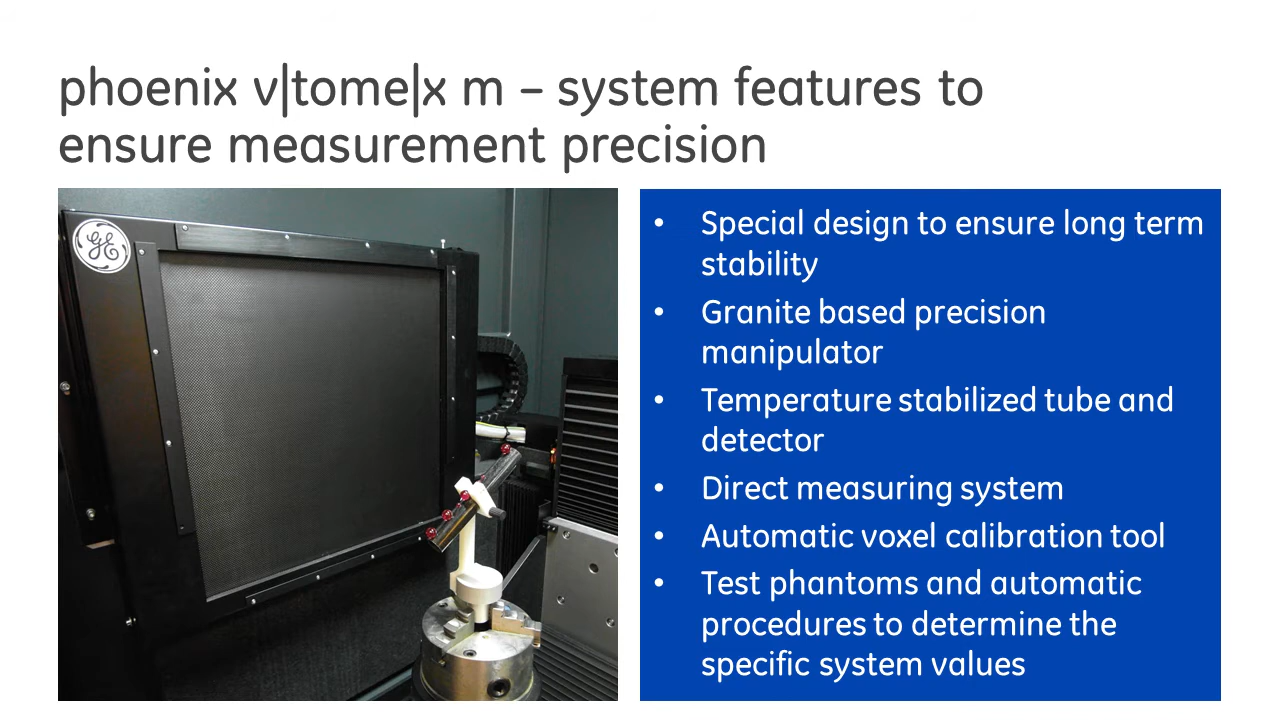 phoenix v|tome|x m – system features to
ensure measurement precision
GE
• Special design to ensure long term
stability
• Granite based precision
manipulator
• Temperature stabilized tube and
detector
• Direct measuring system
• Automatic voxel calibration tool
• Test phantoms and automatic
procedures to determine the
specific system values